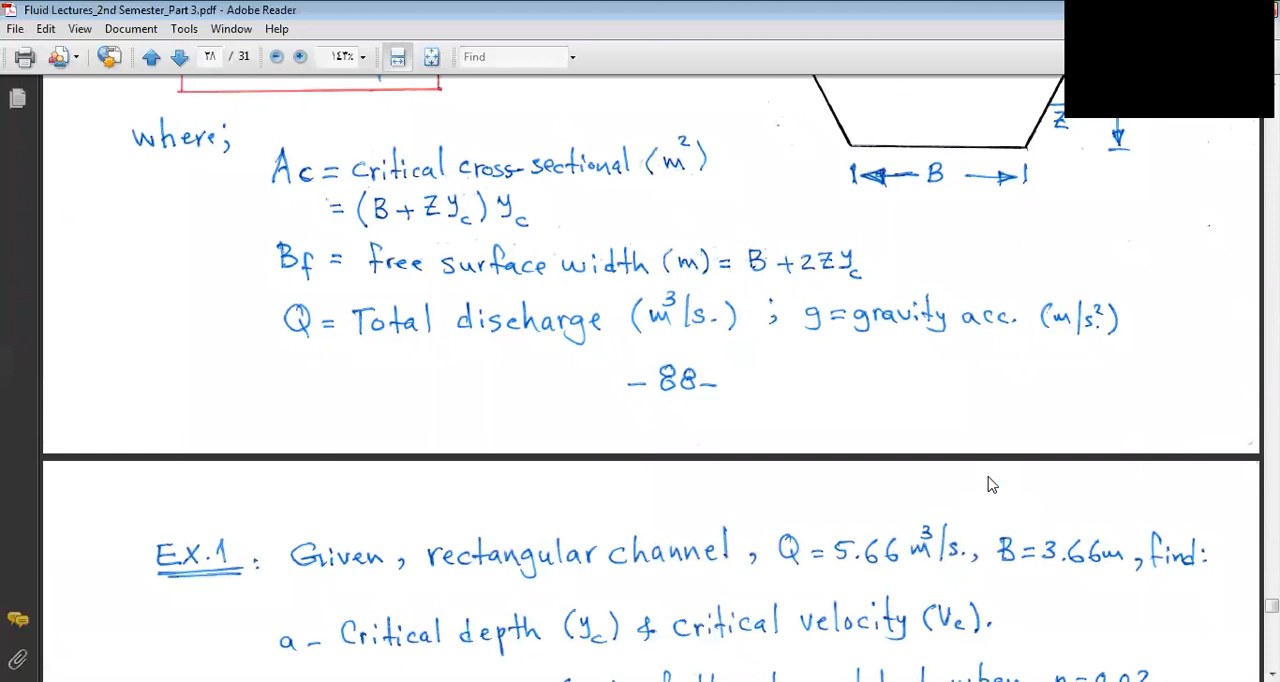 Fluid Lectures_2nd Semester_Part 3.pdf - Adobe Reader
File Edit View Document Tools Window Help
٢٨ / 31 ١٤٣% Find
where;
Z
Ac = critical cross-sectional (m²)
= (B + ZYc) Yc
B
Bf = free surface width (m) = B + 2ZYc
Q = Total discharge (m³/s.) ; g = gravity acc. (m/s².)
- 88 -
EX.1 : Given, rectangular channel, Q = 5.66 m³/s., B = 3.66m, find:
a - Critical depth (yc) & critical velocity (Vc).